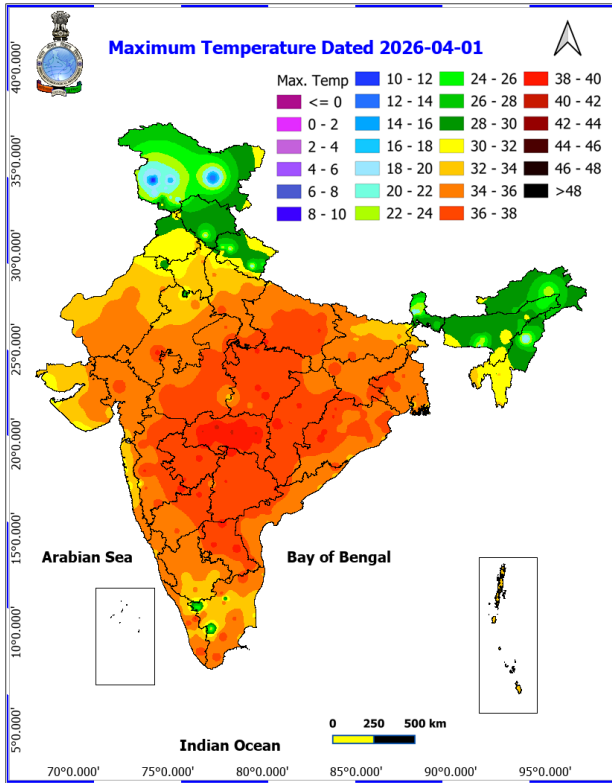 Maximum Temperature Dated 2026-04-01
Max. Temp
<= 0
0 - 2
2 - 4
4 - 6
6 - 8
8 - 10
10 - 12
12 - 14
14 - 16
16 - 18
18 - 20
20 - 22
22 - 24
24 - 26
26 - 28
28 - 30
30 - 32
32 - 34
34 - 36
36 - 38
38 - 40
40 - 42
42 - 44
44 - 46
46 - 48
>48
40°0.000'
35°0.000'
30°0.000'
25°0.000'
20°0.000'
15°0.000'
10°0.000'
5°0.000'
Arabian Sea
Bay of Bengal
0 250 500 km
Indian Ocean
70°0.000' 75°0.000' 80°0.000' 85°0.000' 90°0.000' 95°0.000'